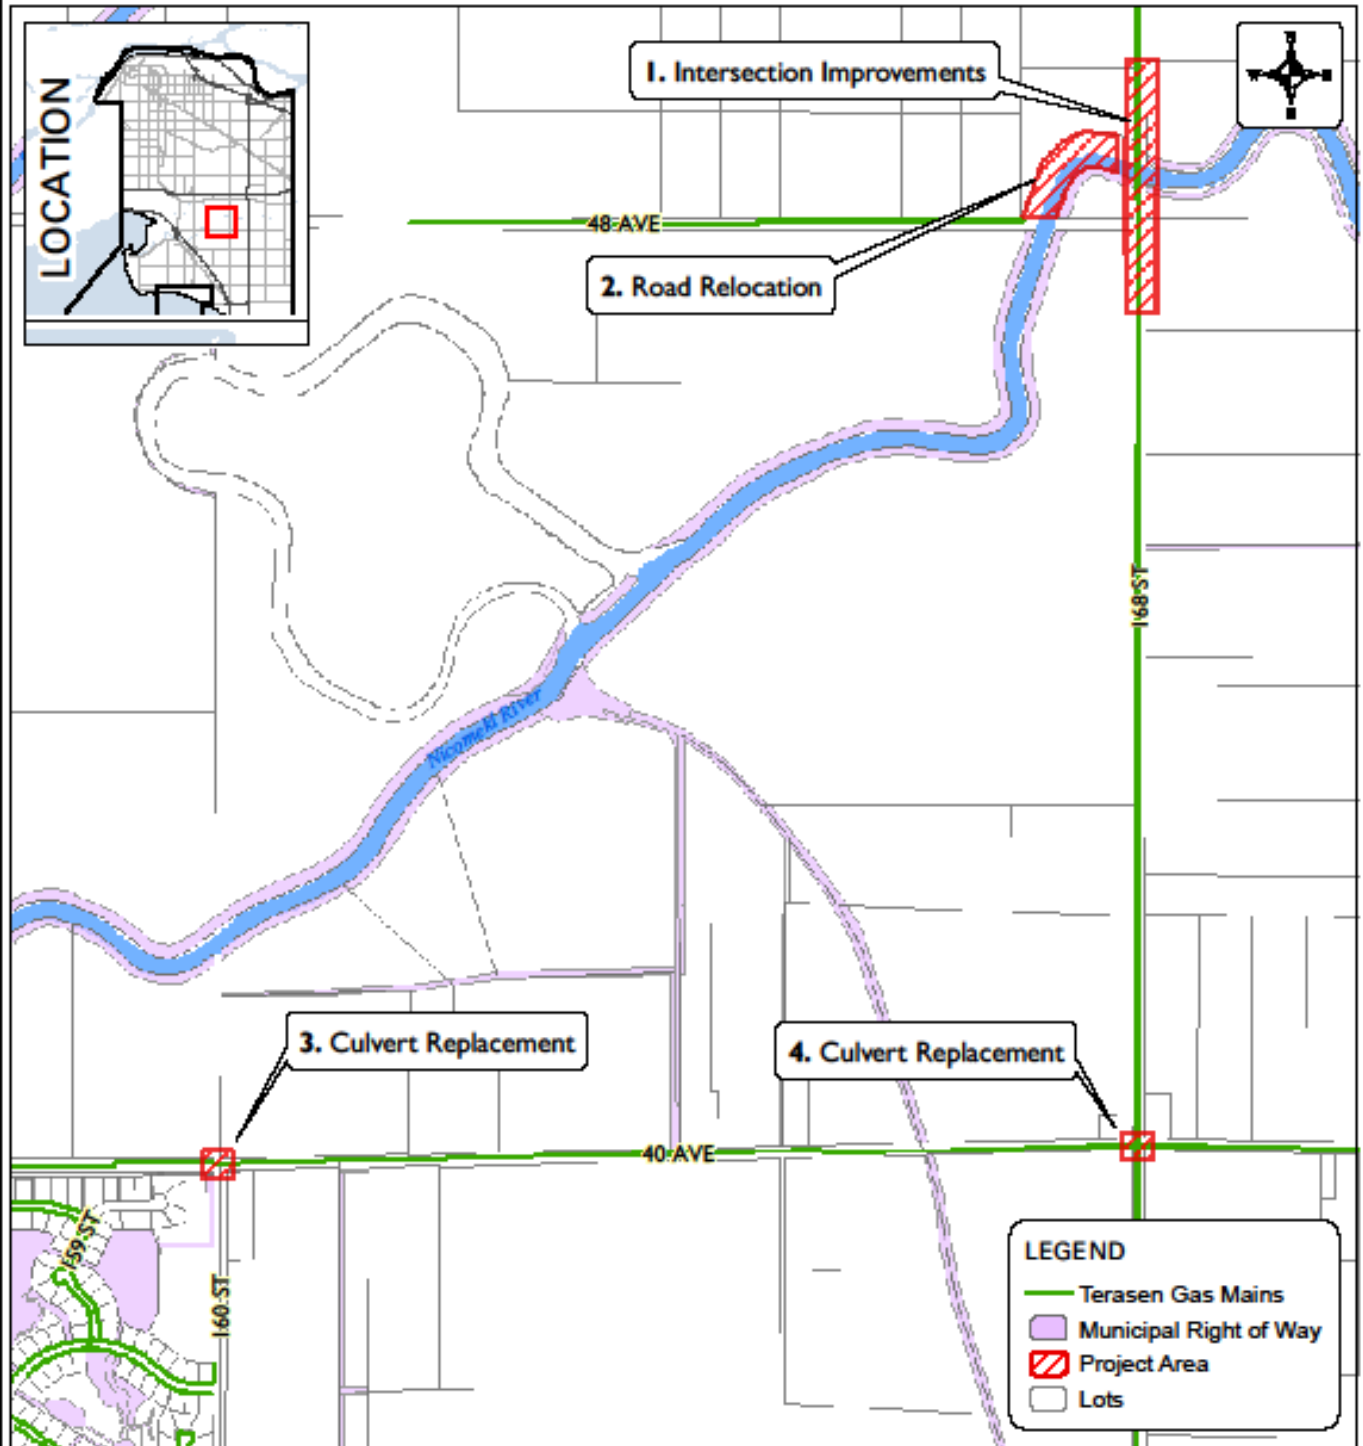 LOCATION
1. Intersection Improvements
48 AVE
2. Road Relocation
168 ST
Nicomekl River
3. Culvert Replacement
4. Culvert Replacement
40 AVE
159 ST
160 ST
LEGEND
Terasen Gas Mains
Municipal Right of Way
Project Area
Lots